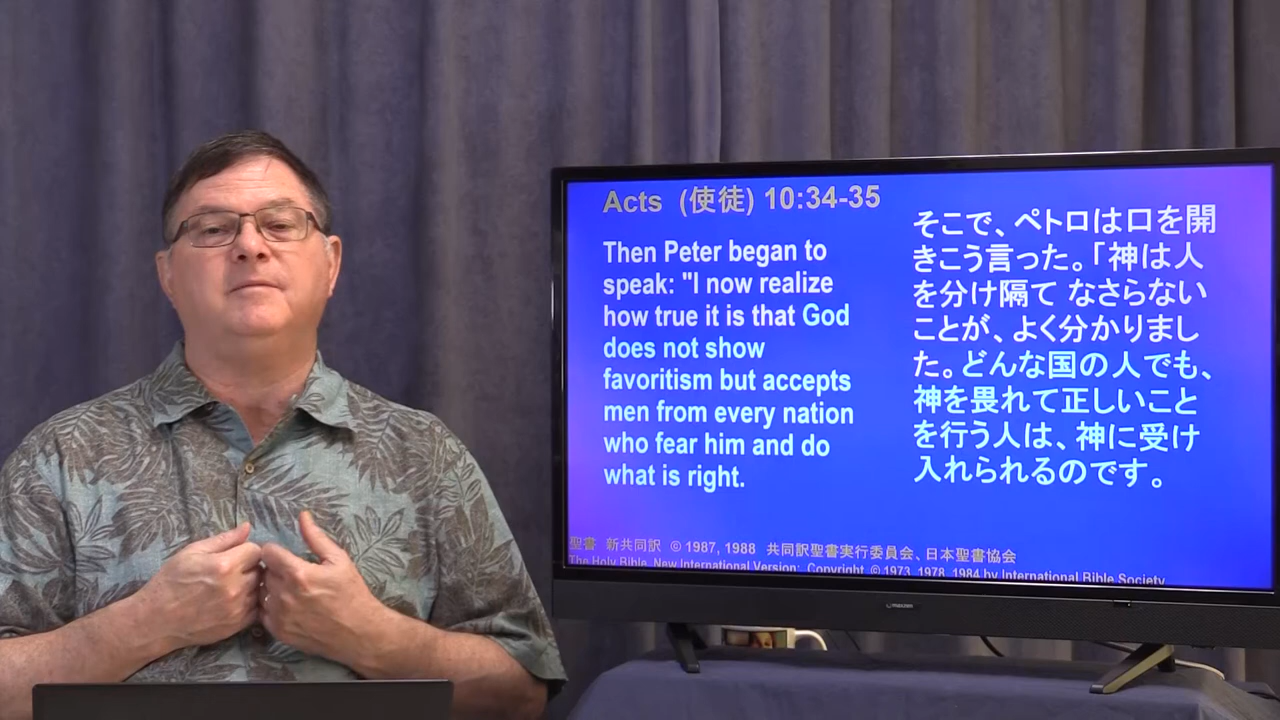 Acts (使徒) 10:34-35
Then Peter began to
speak: "I now realize
how true it is that God
does not show
favoritism but accepts
men from every nation
who fear him and do
what is right.
そこで、ペトロは口を開
きこう言った。「神は人
を分け隔て なさらない
ことが、よく分かりまし
た。どんな国の人でも、
神を畏れて正しいこと
を行う人は、神に受け
入れられるのです。
聖書 新共同訳 © 1987, 1988 共同訳聖書実行委員会、日本聖書協会
The Holy Bible, New International Version: Copyright © 1973, 1978, 1984 by International Bible Society